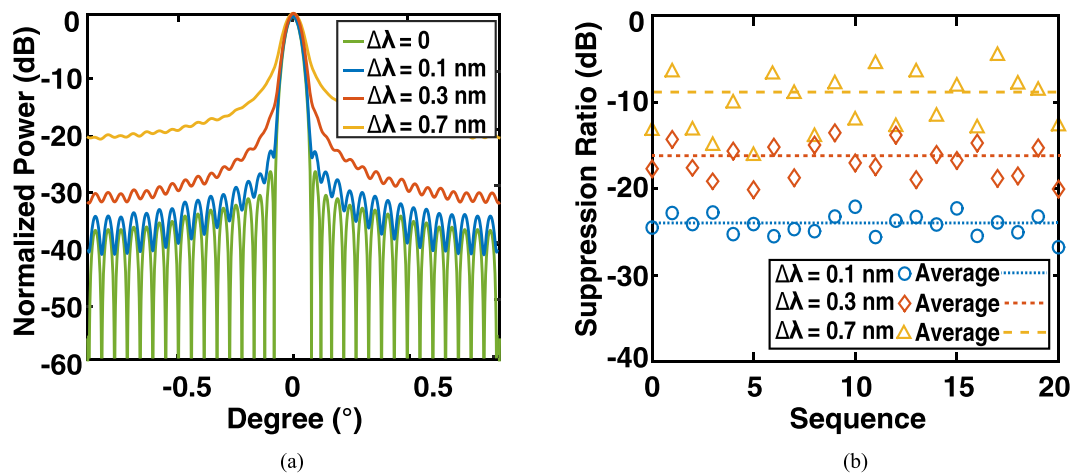 0
-10
-20
-30
-40
-50
-60
Normalized Power (dB)
Δλ = 0
Δλ = 0.1 nm
Δλ = 0.3 nm
Δλ = 0.7 nm
-0.5 0 0.5
Degree (°)
(a)
0
-10
-20
-30
-40
Suppression Ratio (dB)
Δλ = 0.1 nm Average
Δλ = 0.3 nm Average
Δλ = 0.7 nm Average
0 5 10 15 20
Sequence
(b)